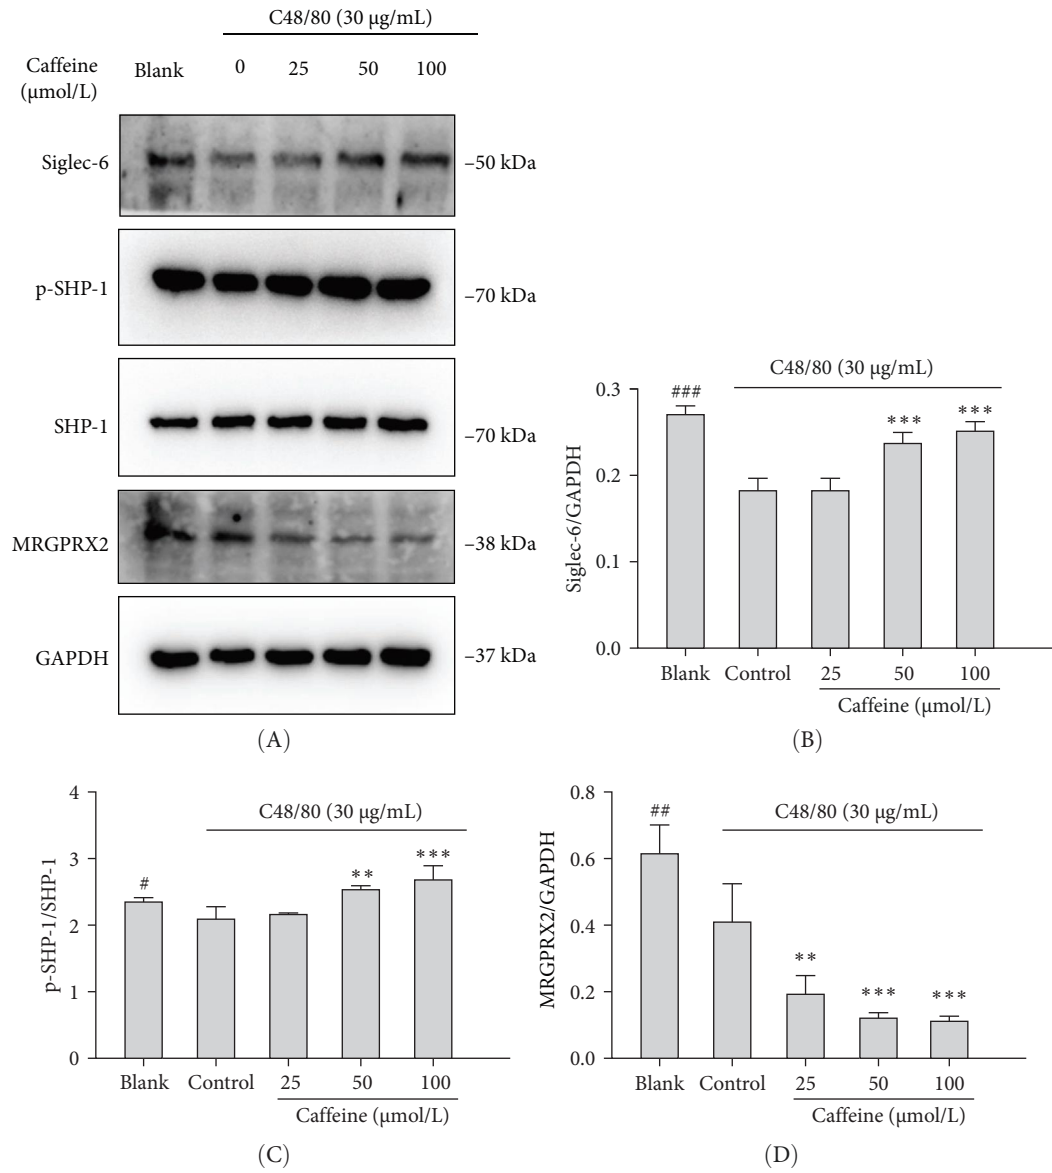 C48/80 (30 µg/mL)
Caffeine (µmol/L)
Blank 0 25 50 100
Siglec-6 –50 kDa
p-SHP-1 –70 kDa
SHP-1 –70 kDa
MRGPRX2 –38 kDa
GAPDH –37 kDa
(A)
C48/80 (30 µg/mL)
Siglec-6/GAPDH
0.3
0.2
0.1
0.0
###
***
***
Blank Control 25 50 100
Caffeine (µmol/L)
(B)
C48/80 (30 µg/mL)
p-SHP-1/SHP-1
4
3
2
1
0
#
**
***
Blank Control 25 50 100
Caffeine (µmol/L)
(C)
C48/80 (30 µg/mL)
MRGPRX2/GAPDH
0.8
0.6
0.4
0.2
0.0
##
**
***
***
Blank Control 25 50 100
Caffeine (µmol/L)
(D)